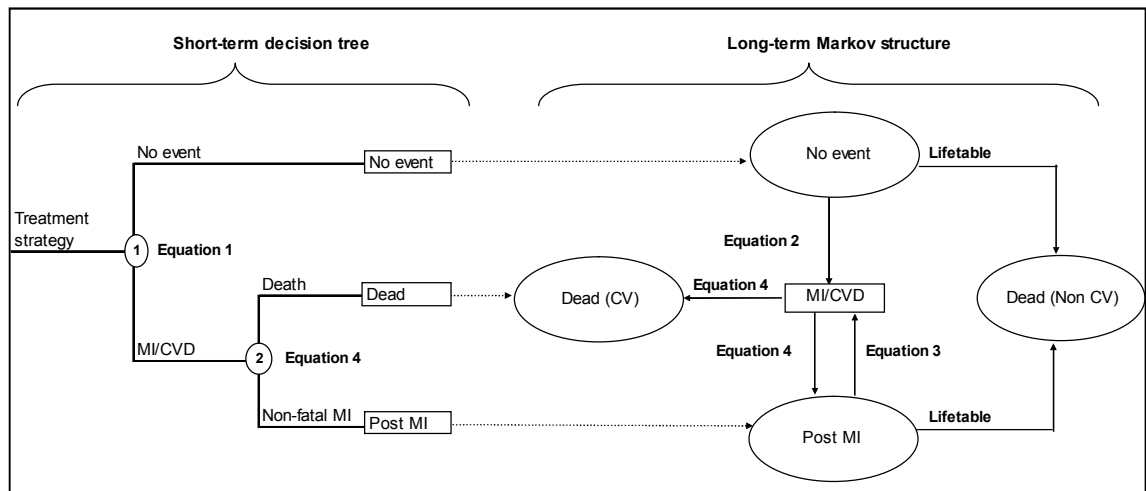 Short-term decision tree
Long-term Markov structure
No event
No event
No event
Lifetable
Treatment
strategy
1
Equation 1
Equation 2
Death
Dead
Dead (CV)
Equation 4
MI/CVD
Dead (Non CV)
MI/CVD
2
Equation 4
Equation 4
Equation 3
Non-fatal MI
Post MI
Post MI
Lifetable